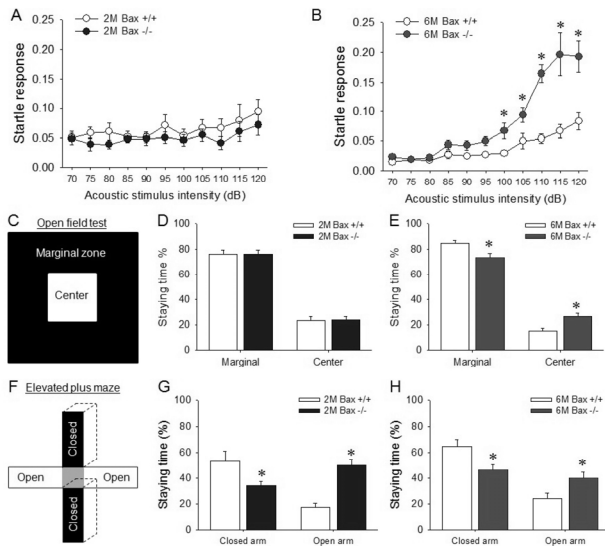 A
2M Bax +/+
2M Bax -/-
Startle response
0.25
0.20
0.15
0.10
0.05
0.00
70 75 80 85 90 95 100 105 110 115 120
Acoustic stimulus intensity (dB)
B
6M Bax +/+
6M Bax -/-
Startle response
0.25
0.20
0.15
0.10
0.05
0.00
* * * * *
70 75 80 85 90 95 100 105 110 115 120
Acoustic stimulus intensity (dB)
C
Open field test
Marginal zone
Center
D
2M Bax +/+
2M Bax -/-
Staying time %
100
80
60
40
20
0
Marginal Center
E
6M Bax +/+
6M Bax -/-
Staying time %
100
80
60
40
20
0
* *
Marginal Center
F
Elevated plus maze
Closed
Open Open
Closed
G
2M Bax +/+
2M Bax -/-
Staying time (%)
100
80
60
40
20
0
* *
Closed arm Open arm
H
6M Bax +/+
6M Bax -/-
Staying time (%)
100
80
60
40
20
0
* *
Closed arm Open arm